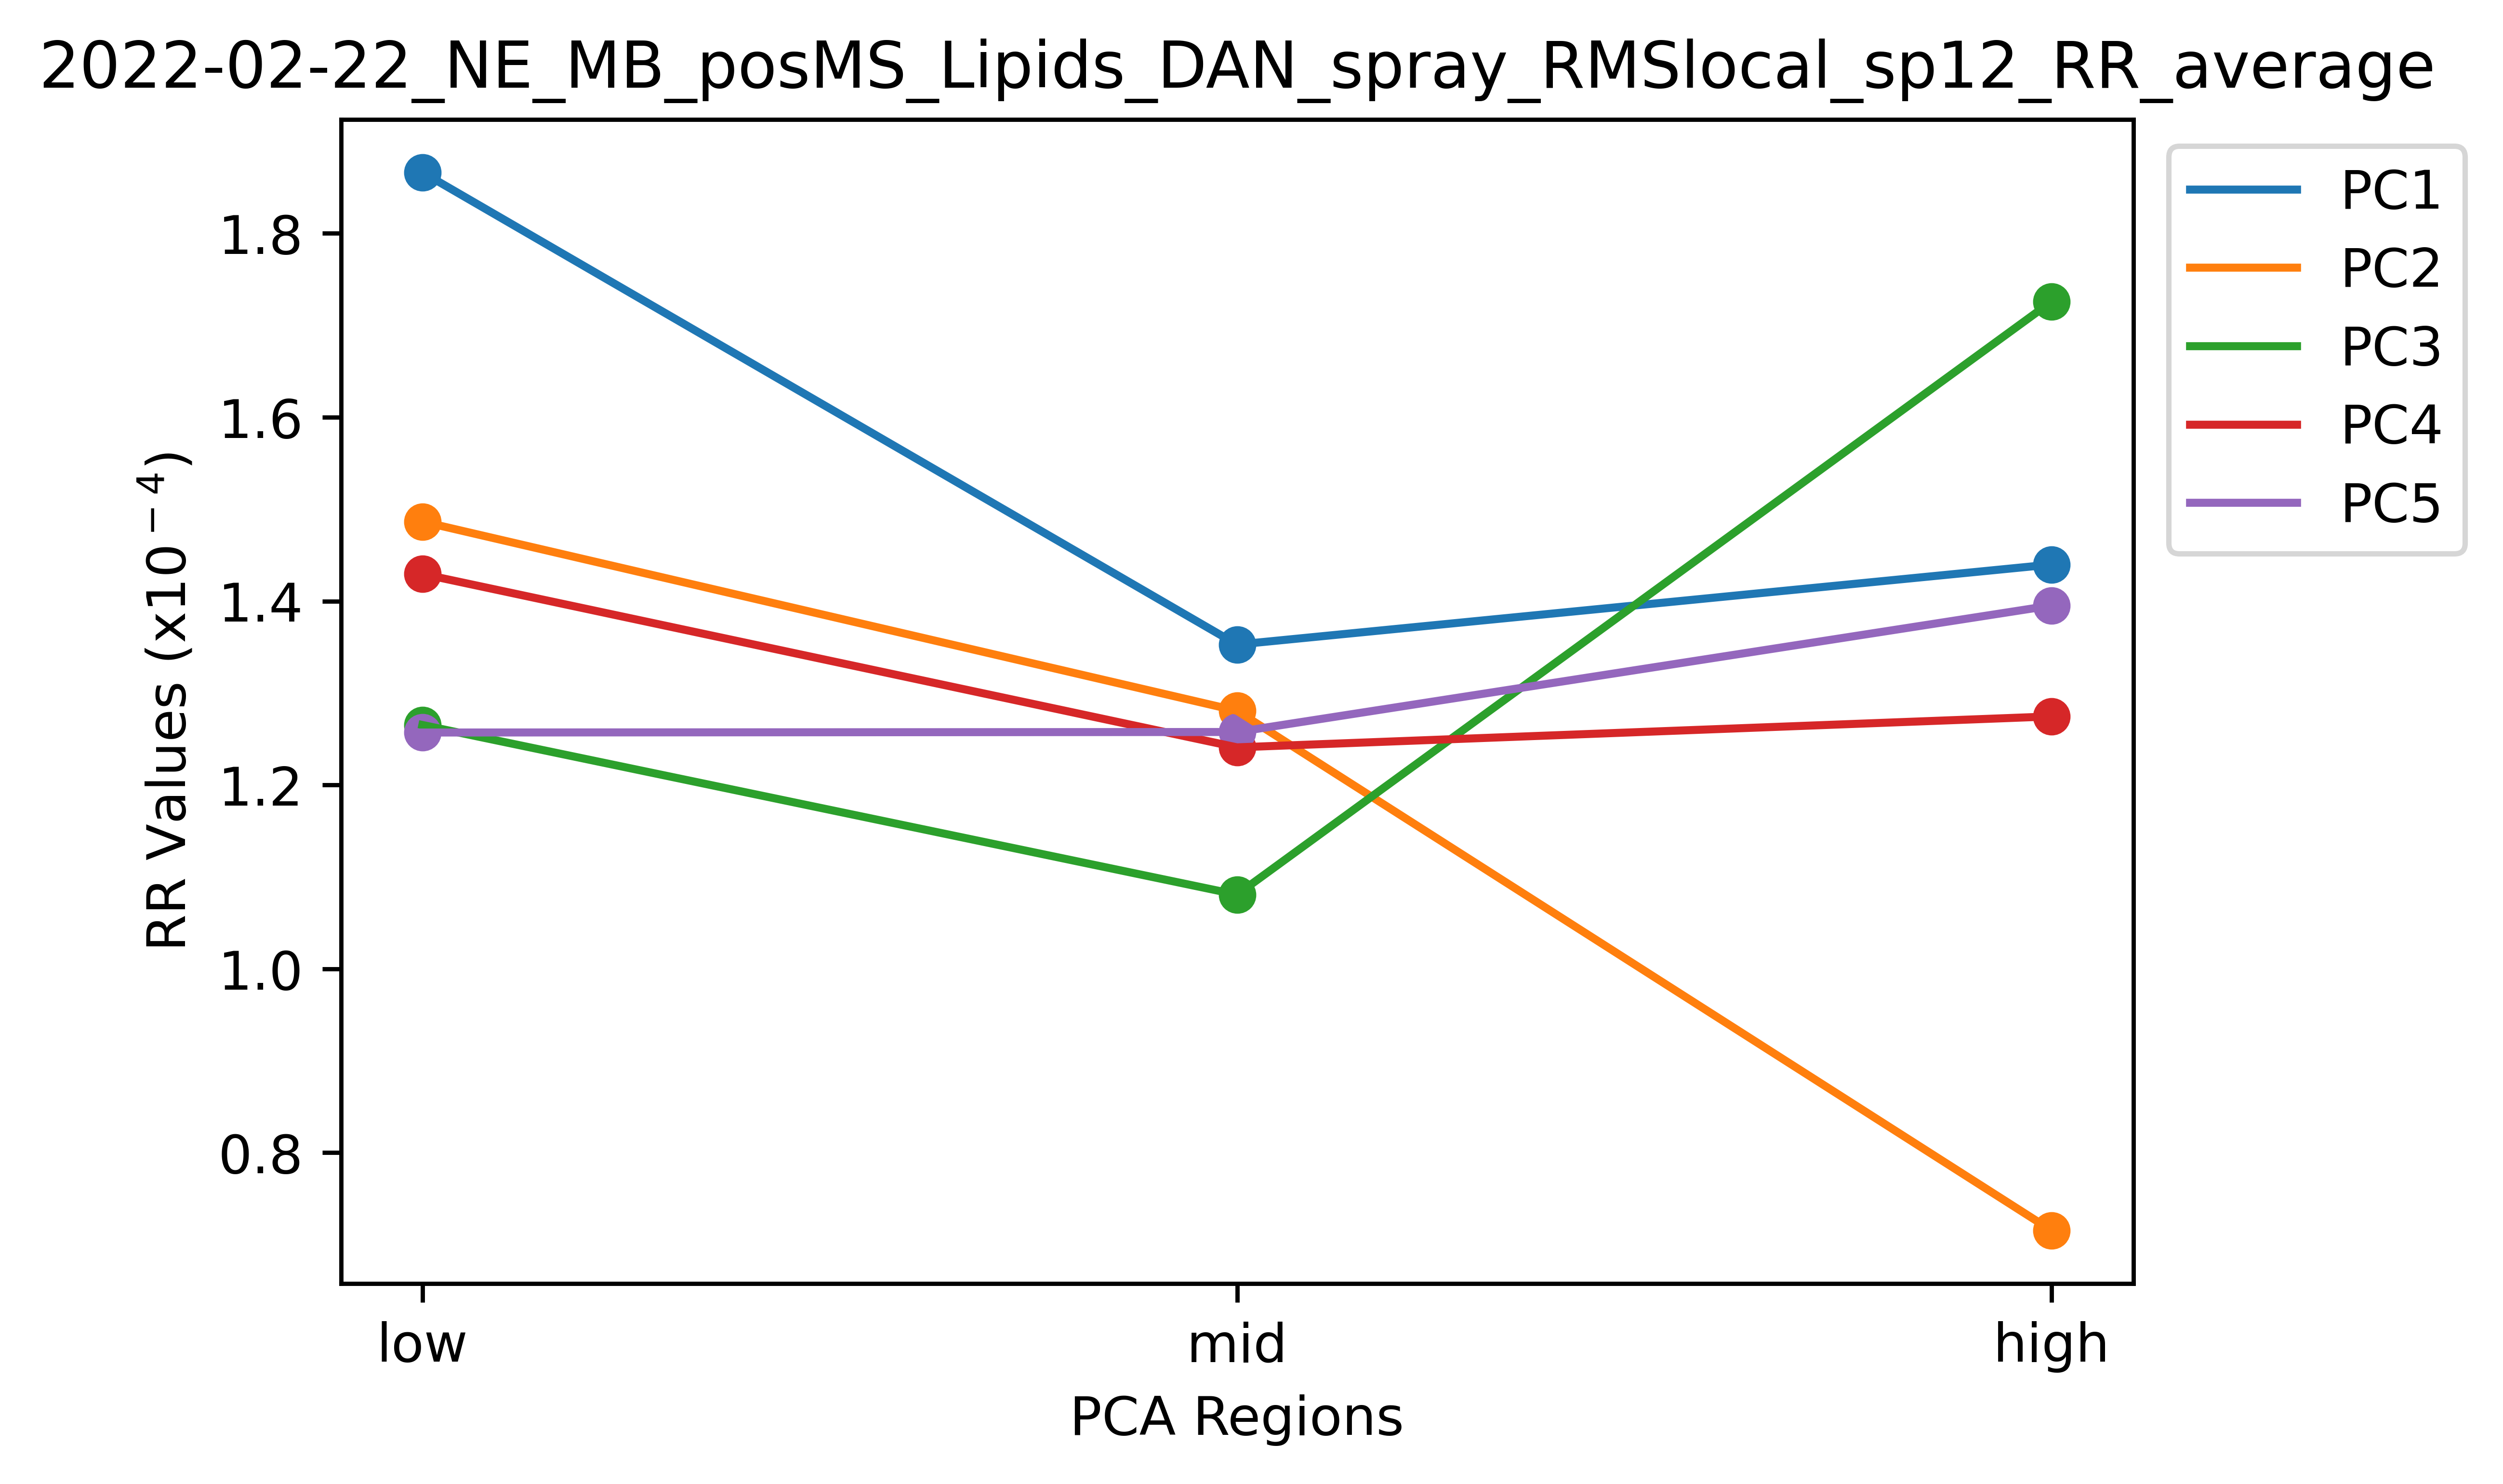 2022-02-22_NE_MB_posMS_Lipids_DAN_spray_RMSlocal_sp12_RR_average
PC1
PC2
PC3
PC4
PC5
RR Values (x10⁻⁴)
1.8
1.6
1.4
1.2
1.0
0.8
low mid high
PCA Regions